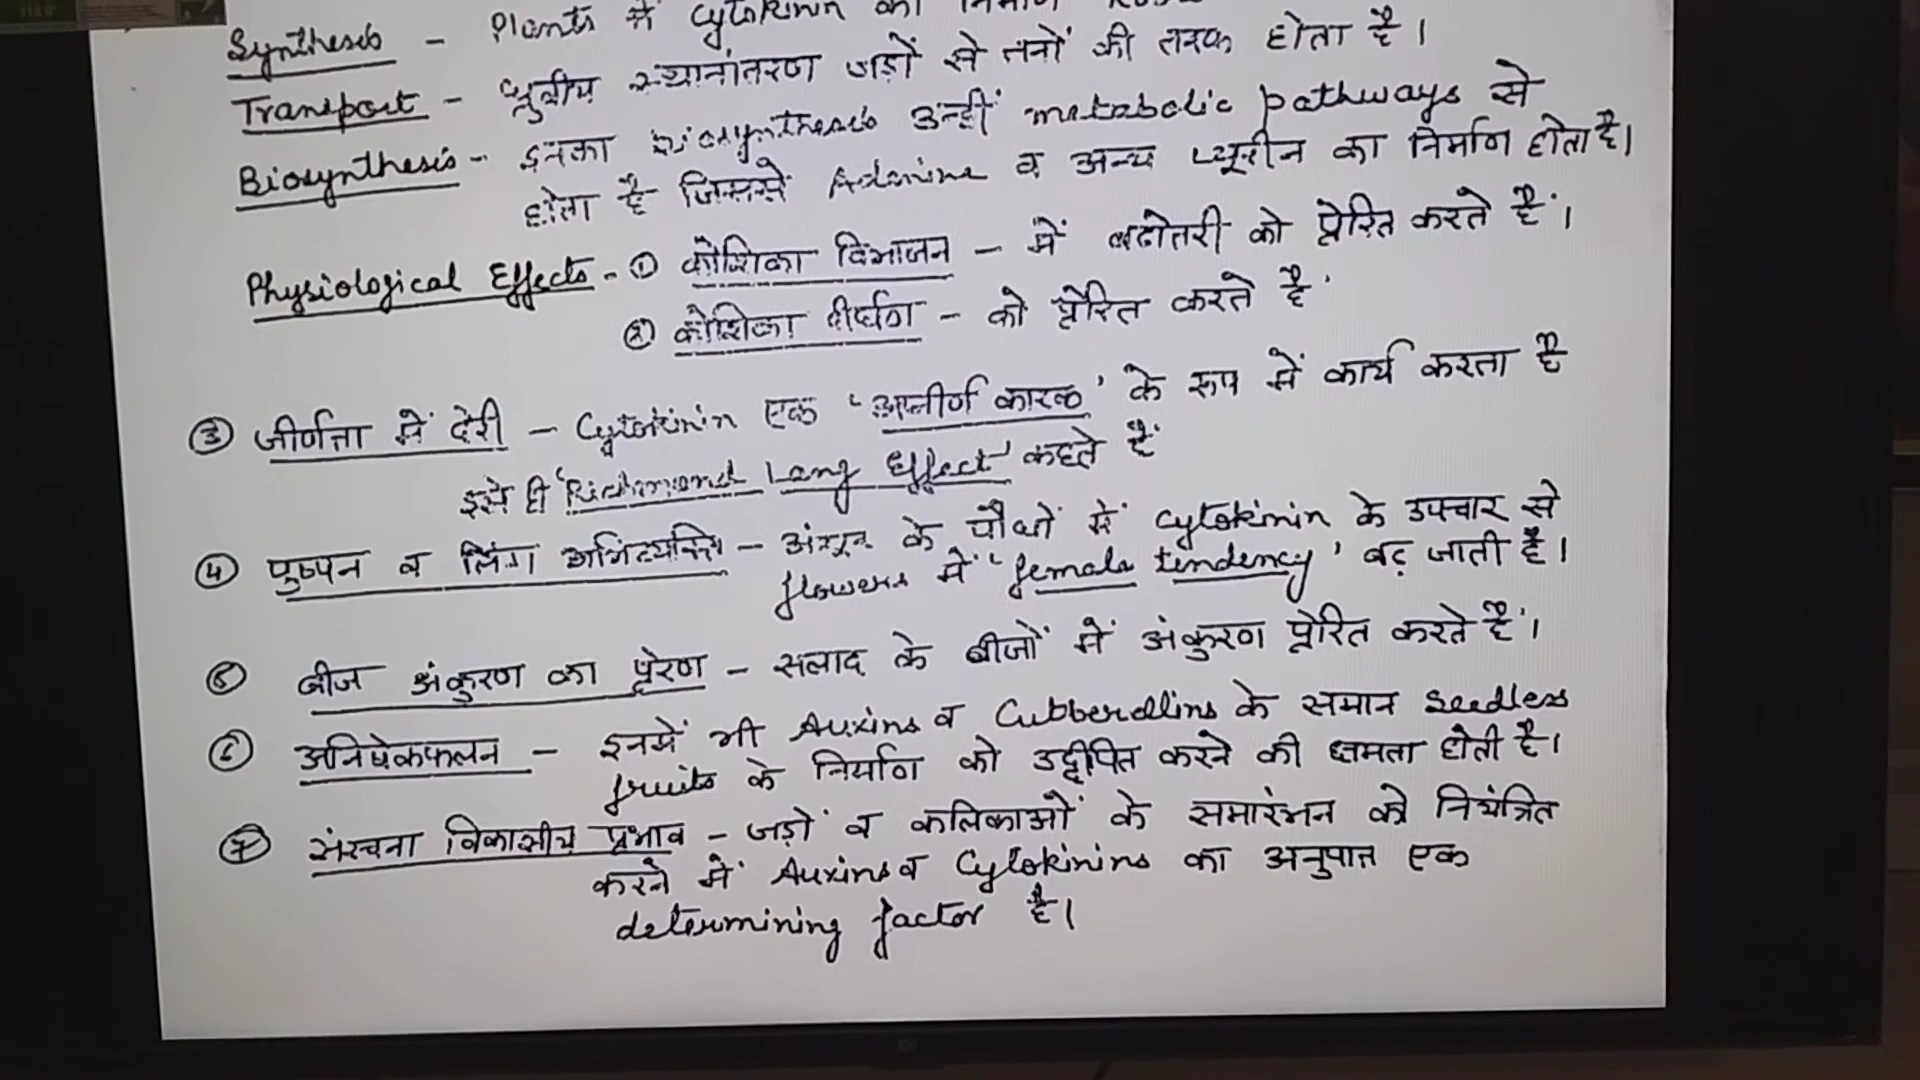 Synthesis - Plants में Cytokinin का निर्माण
Transport - ध्रुवीय स्थानांतरण जड़ों से तनों की तरफ होता है।
Biosynthesis - इनका Biosynthesis उन्हीं metabolic pathways से
होता है जिससे Adenine व अन्य प्यूरीन का निर्माण होता है।
Physiological Effects - ① कोशिका विभाजन - में बढोत्तरी को प्रेरित करते हैं।
② कोशिका दीर्घण - को प्रेरित करते हैं
③ जीर्णता में देरी - Cytokinin एक 'अजीर्ण कारक' के रूप में कार्य करता है
इसे ही 'Richmond Lang Effect' कहते हैं
④ पुष्पन व लिंग अभिव्यक्ति - अंगूर के पौधों में Cytokinin के उपचार से
flowers में 'female tendency' बढ़ जाती है।
⑤ बीज अंकुरण का प्रेरण - सलाद के बीजों में अंकुरण प्रेरित करते हैं।
⑥ अनिषेकफलन - इनमें भी Auxins व Gibberellins के समान seedless
fruits के निर्माण को उद्दीपित करने की क्षमता होती है।
⑦ संरचना विकासीय प्रभाव - जड़ों व कलिकाओं के समारंभन को नियंत्रित
करने में Auxins व Cytokinins का अनुपात एक
determining factor है।